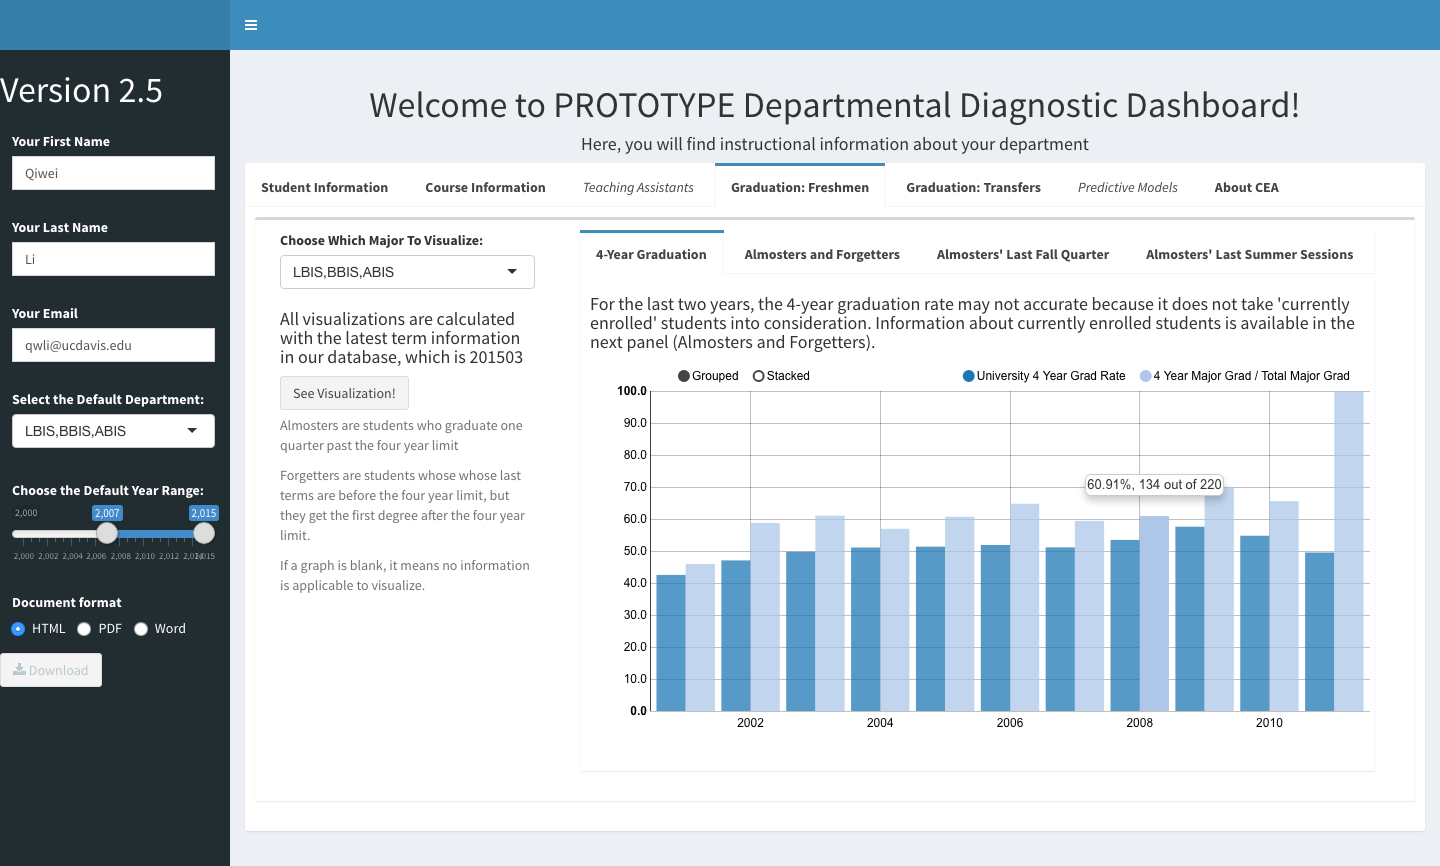 Version 2.5
Your First Name
Qiwei
Your Last Name
Li
Your Email
qwli@ucdavis.edu
Select the Default Department:
LBIS,BBIS,ABIS
Choose the Default Year Range:
2,000 2,007 2,015
2,000 2,002 2,004 2,006 2,008 2,010 2,012 2,015
Document format
HTML PDF Word
Download
Welcome to PROTOTYPE Departmental Diagnostic Dashboard!
Here, you will find instructional information about your department
Student Information Course Information Teaching Assistants Graduation: Freshmen Graduation: Transfers Predictive Models About CEA
Choose Which Major To Visualize:
LBIS,BBIS,ABIS
All visualizations are calculated
with the latest term information
in our database, which is 201503
See Visualization!
Almosters are students who graduate one
quarter past the four year limit
Forgetters are students whose whose last
terms are before the four year limit, but
they get the first degree after the four year
limit.
If a graph is blank, it means no information
is applicable to visualize.
4-Year Graduation Almosters and Forgetters Almosters' Last Fall Quarter Almosters' Last Summer Sessions
For the last two years, the 4-year graduation rate may not accurate because it does not take 'currently
enrolled' students into consideration. Information about currently enrolled students is available in the
next panel (Almosters and Forgetters).
Grouped Stacked University 4 Year Grad Rate 4 Year Major Grad / Total Major Grad
100.0
90.0
80.0
70.0
60.91%, 134 out of 220
60.0
50.0
40.0
30.0
20.0
10.0
0.0
2002 2004 2006 2008 2010